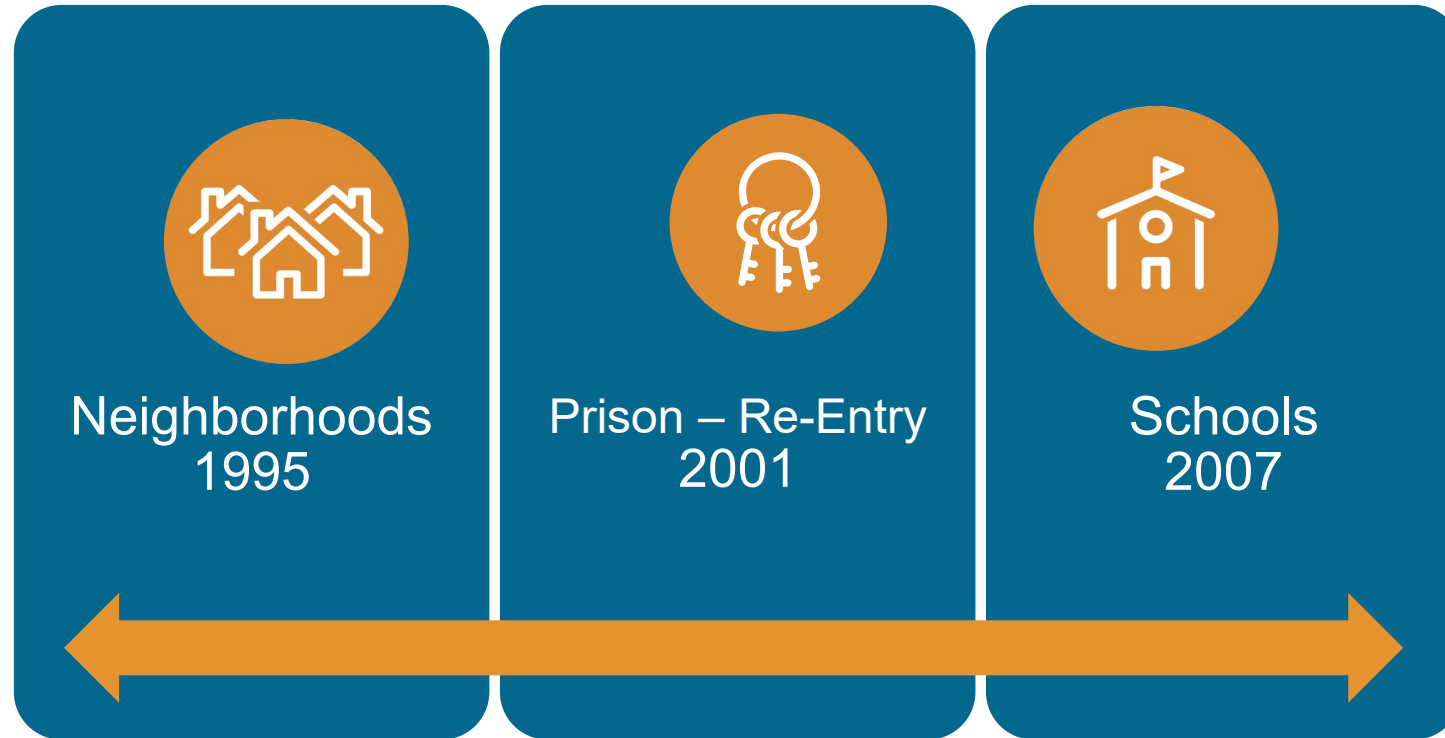 Neighborhoods
1995
Prison – Re-Entry
2001
Schools
2007